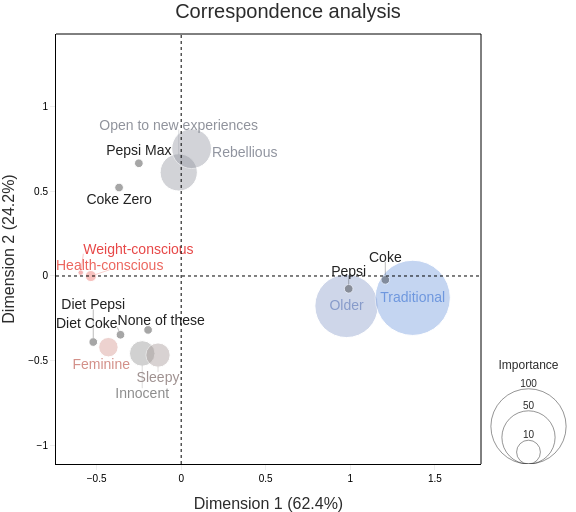 Correspondence analysis
Dimension 2 (24.2%)
1
0.5
0
−0.5
−1
Open to new experiences
Pepsi Max
Rebellious
Coke Zero
Weight-conscious
Health-conscious
Coke
Pepsi
Older
Traditional
Diet Pepsi
Diet Coke
None of these
Feminine
Sleepy
Innocent
−0.5
0
0.5
1
1.5
Dimension 1 (62.4%)
Importance
100
50
10